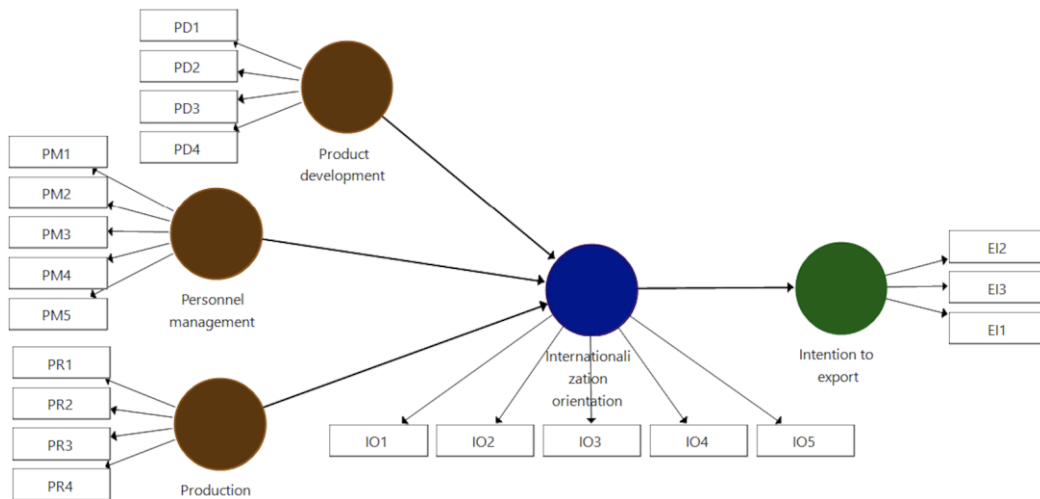 PD1
PD2
PD3
PD4
Product
development
PM1
PM2
PM3
PM4
PM5
Personnel
management
PR1
PR2
PR3
PR4
Production
Internationali
zation
orientation
IO1
IO2
IO3
IO4
IO5
Intention to
export
EI2
EI3
EI1